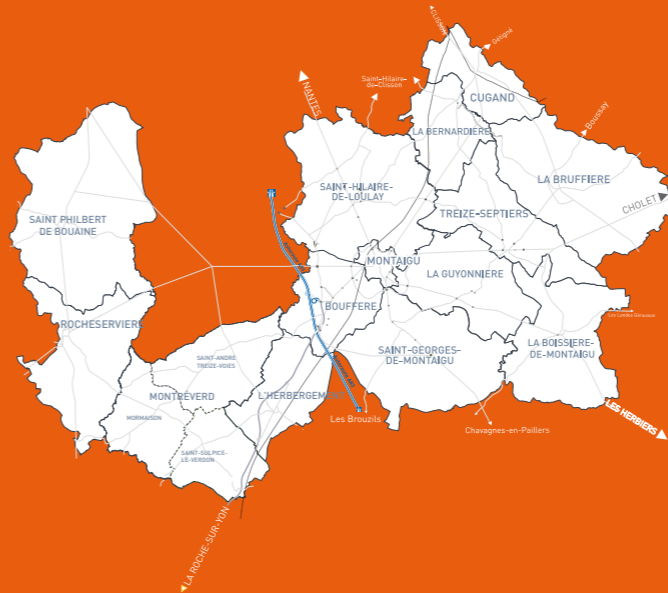 CLISSON
Gétigné
Saint-Hilaire-
de-Clisson
NANTES
CUGAND
Boussay
LA BERNARDIERE
SAINT-HILAIRE-
DE-LOULAY
LA BRUFFIERE
CHOLET
TREIZE-SEPTIERS
SAINT PHILBERT
DE BOUAINE
MONTAIGU
LA GUYONNIERE
BOUFFERE
Les Landes Genusson
ROCHESERVIERE
SAINT-GEORGES-
DE-MONTAIGU
LA BOISSIERE-
DE-MONTAIGU
SAINT-ANDRE
TREIZE-VOIES
MONTREVERD
L'HERBERGEMENT
MORMAISON
Les Brouzils
Chavagnes-en-Paillers
LES HERBIERS
SAINT-SULPICE-
LE-VERDON
LA ROCHE-SUR-YON